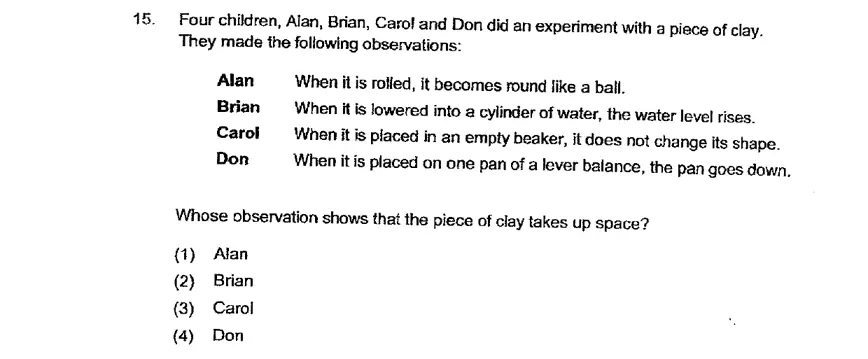 15. Four children, Alan, Brian, Carol and Don did an experiment with a piece of clay.
They made the following observations:
Alan When it is rolled, it becomes round like a ball.
Brian When it is lowered into a cylinder of water, the water level rises.
Carol When it is placed in an empty beaker, it does not change its shape.
Don When it is placed on one pan of a lever balance, the pan goes down.
Whose observation shows that the piece of clay takes up space?
(1) Alan
(2) Brian
(3) Carol
(4) Don